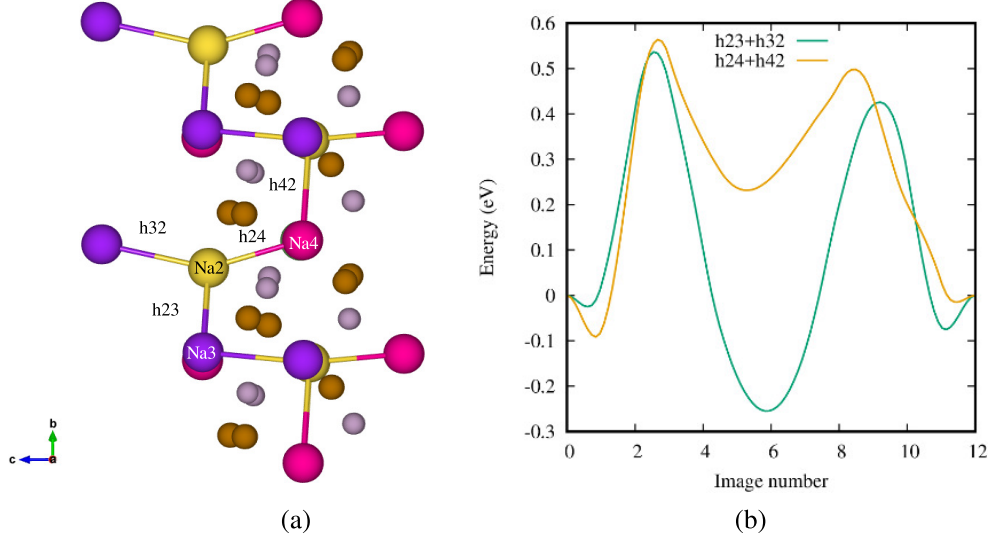 h42
h32
h24
Na4
Na2
h23
Na3
b
c
a
(a)
h23+h32
h24+h42
0.6
0.5
0.4
0.3
0.2
0.1
0
-0.1
-0.2
-0.3
Energy (eV)
0 2 4 6 8 10 12
Image number
(b)